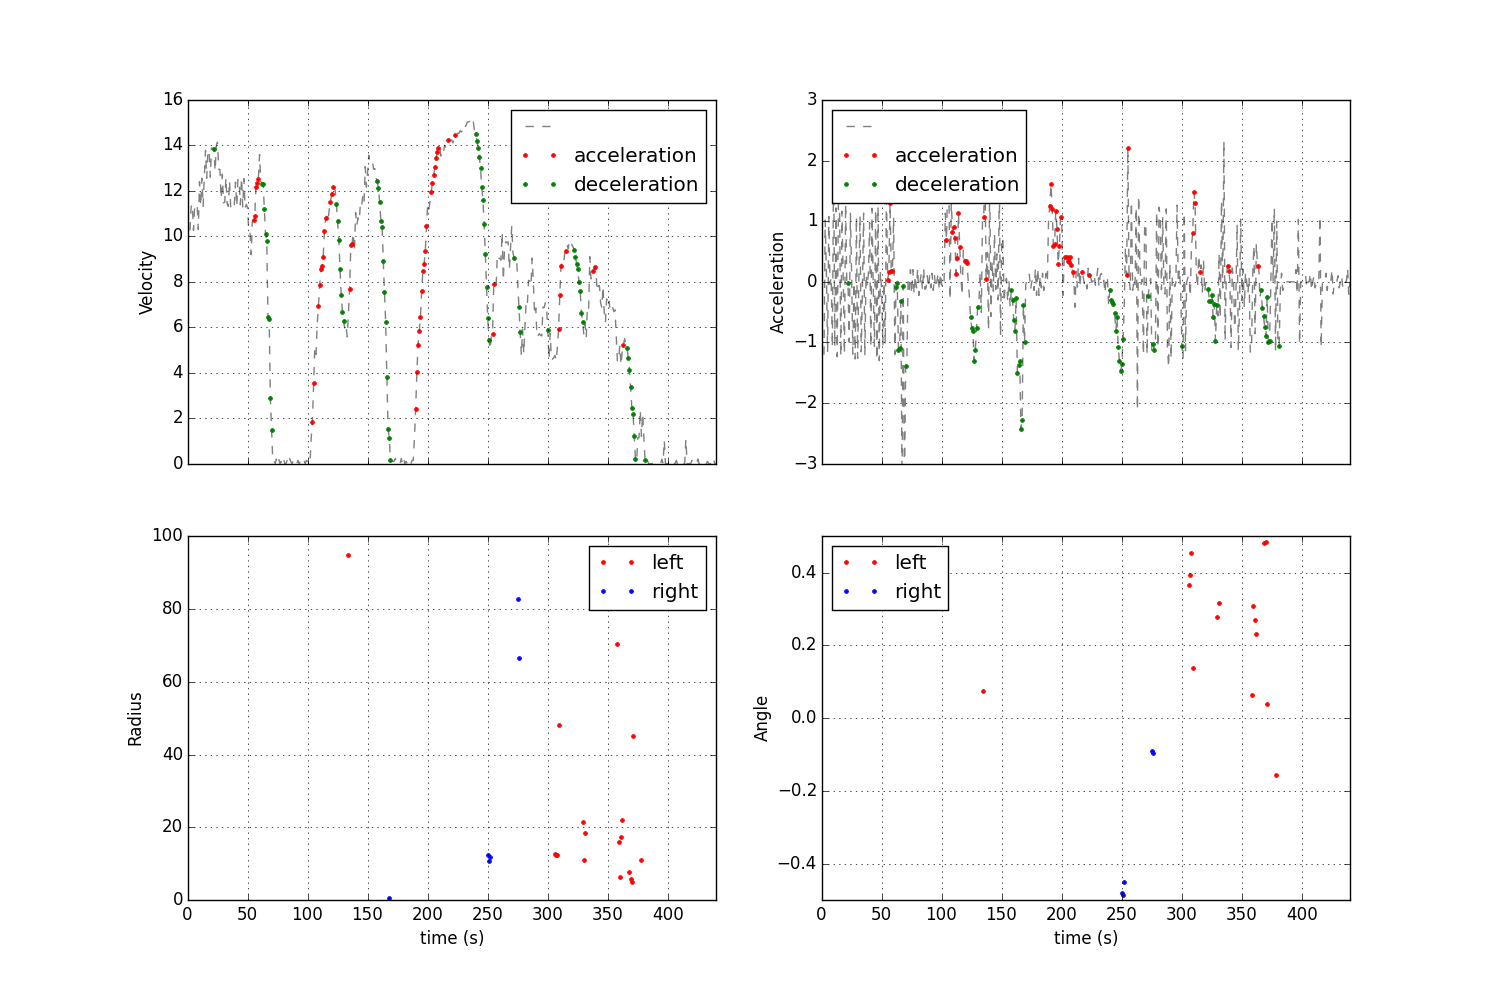 16
14
12
10
8
6
4
2
0
Velocity
acceleration
deceleration
3
2
1
0
−1
−2
−3
Acceleration
acceleration
deceleration
100
80
60
40
20
0
Radius
left
right
0 50 100 150 200 250 300 350 400
time (s)
0.4
0.2
0.0
−0.2
−0.4
Angle
left
right
0 50 100 150 200 250 300 350 400
time (s)